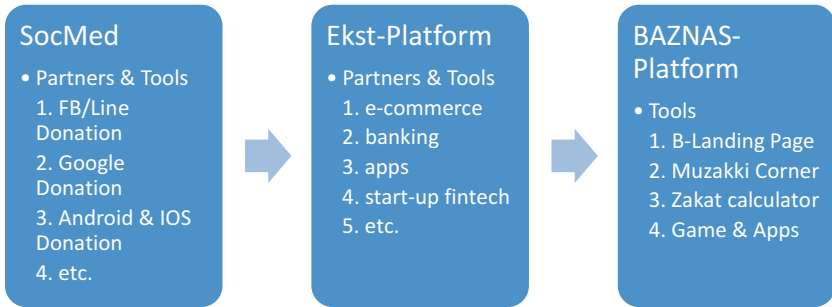 SocMed
• Partners & Tools
1. FB/Line
Donation
2. Google
Donation
3. Android & IOS
Donation
4. etc.
Ekst-Platform
• Partners & Tools
1. e-commerce
2. banking
3. apps
4. start-up fintech
5. etc.
BAZNAS-
Platform
• Tools
1. B-Landing Page
2. Muzakki Corner
3. Zakat calculator
4. Game & Apps